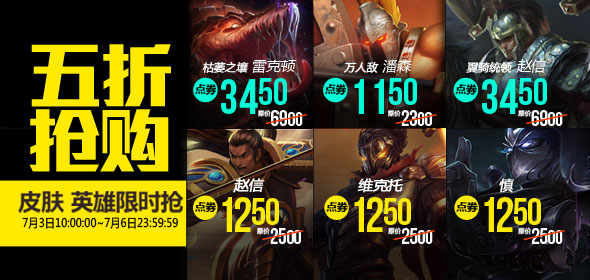 五折
抢购
皮肤 英雄限时抢
7月3日10:00:00~7月6日23:59:59
枯萎之壤 雷克顿
点券 3450
原价 6900
万人敌 潘森
点券 1150
原价 2300
翼骑统领 赵信
点券 3450
原价 6900
赵信
点券 1250
原价 2500
维克托
点券 1250
原价 2500
慎
点券 1250
原价 2500